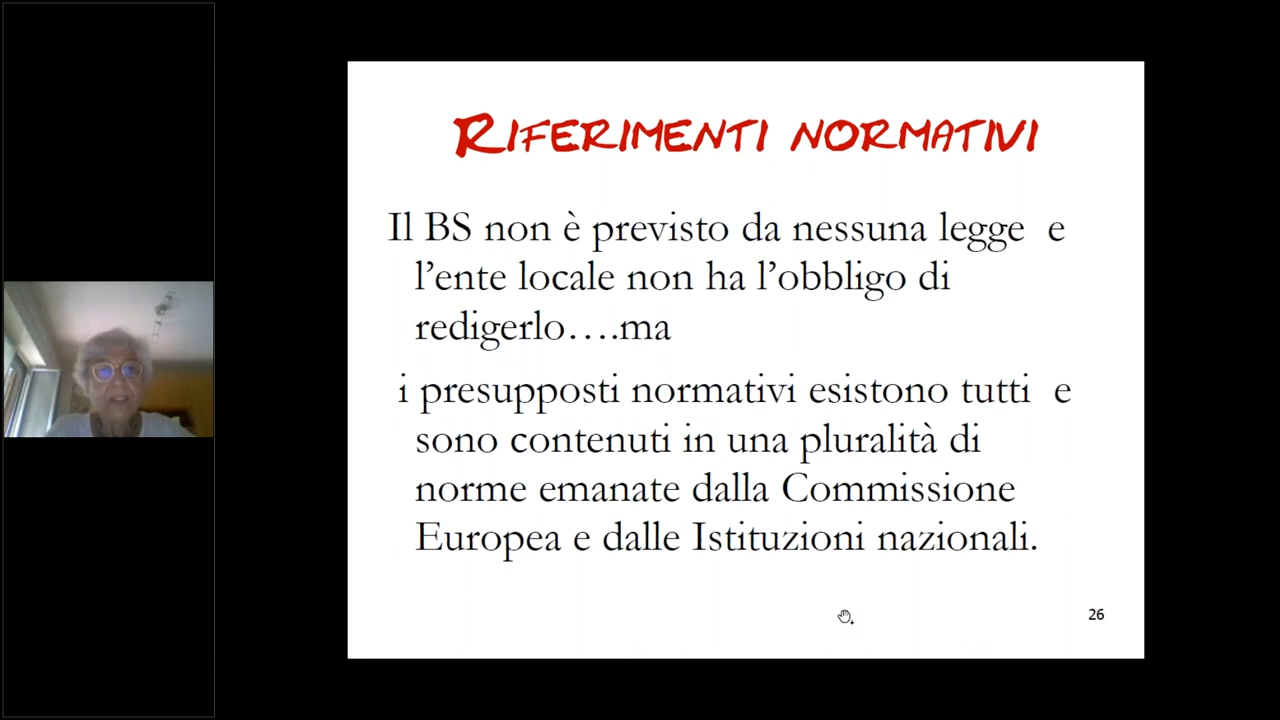 RIFERIMENTI NORMATIVI
Il BS non è previsto da nessuna legge e
l’ente locale non ha l’obbligo di
redigerlo….ma
i presupposti normativi esistono tutti e
sono contenuti in una pluralità di
norme emanate dalla Commissione
Europea e dalle Istituzioni nazionali.
26